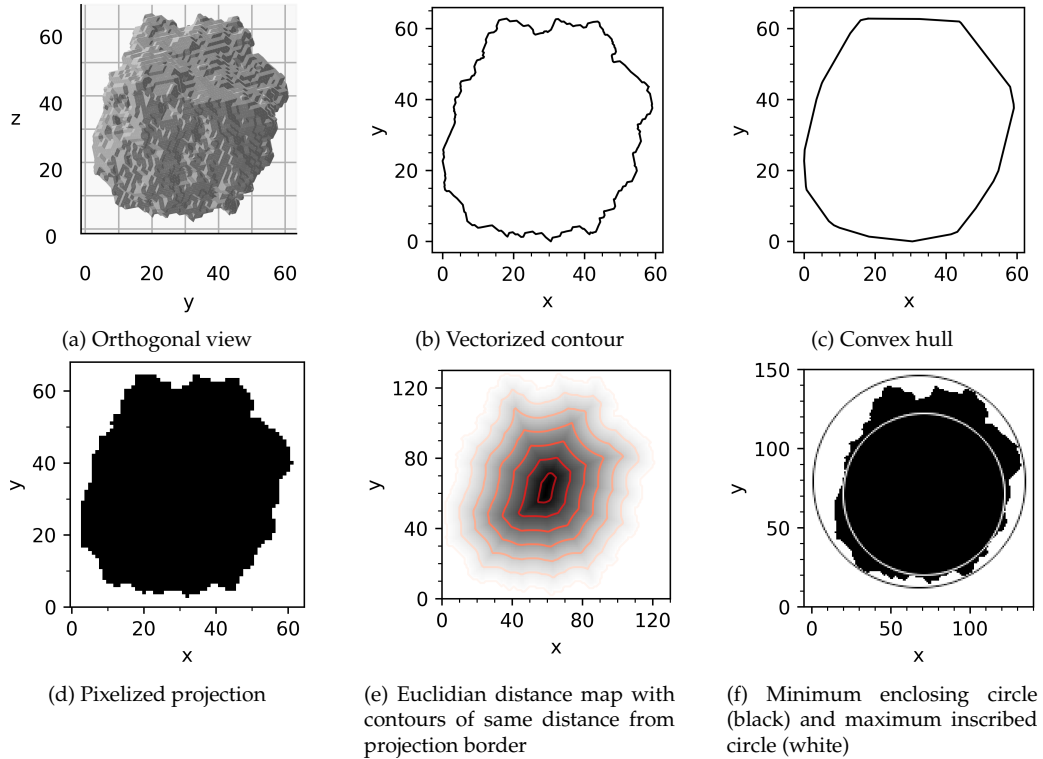 60
40
20
0
z
0 20 40 60
y
(a) Orthogonal view
60
40
20
0
y
0 20 40 60
x
(b) Vectorized contour
60
40
20
0
y
0 20 40 60
x
(c) Convex hull
60
40
20
0
y
0 20 40 60
x
(d) Pixelized projection
120
80
40
0
y
0 40 80 120
x
(e) Euclidian distance map with
contours of same distance from
projection border
150
100
50
0
y
0 50 100
x
(f) Minimum enclosing circle
(black) and maximum inscribed
circle (white)